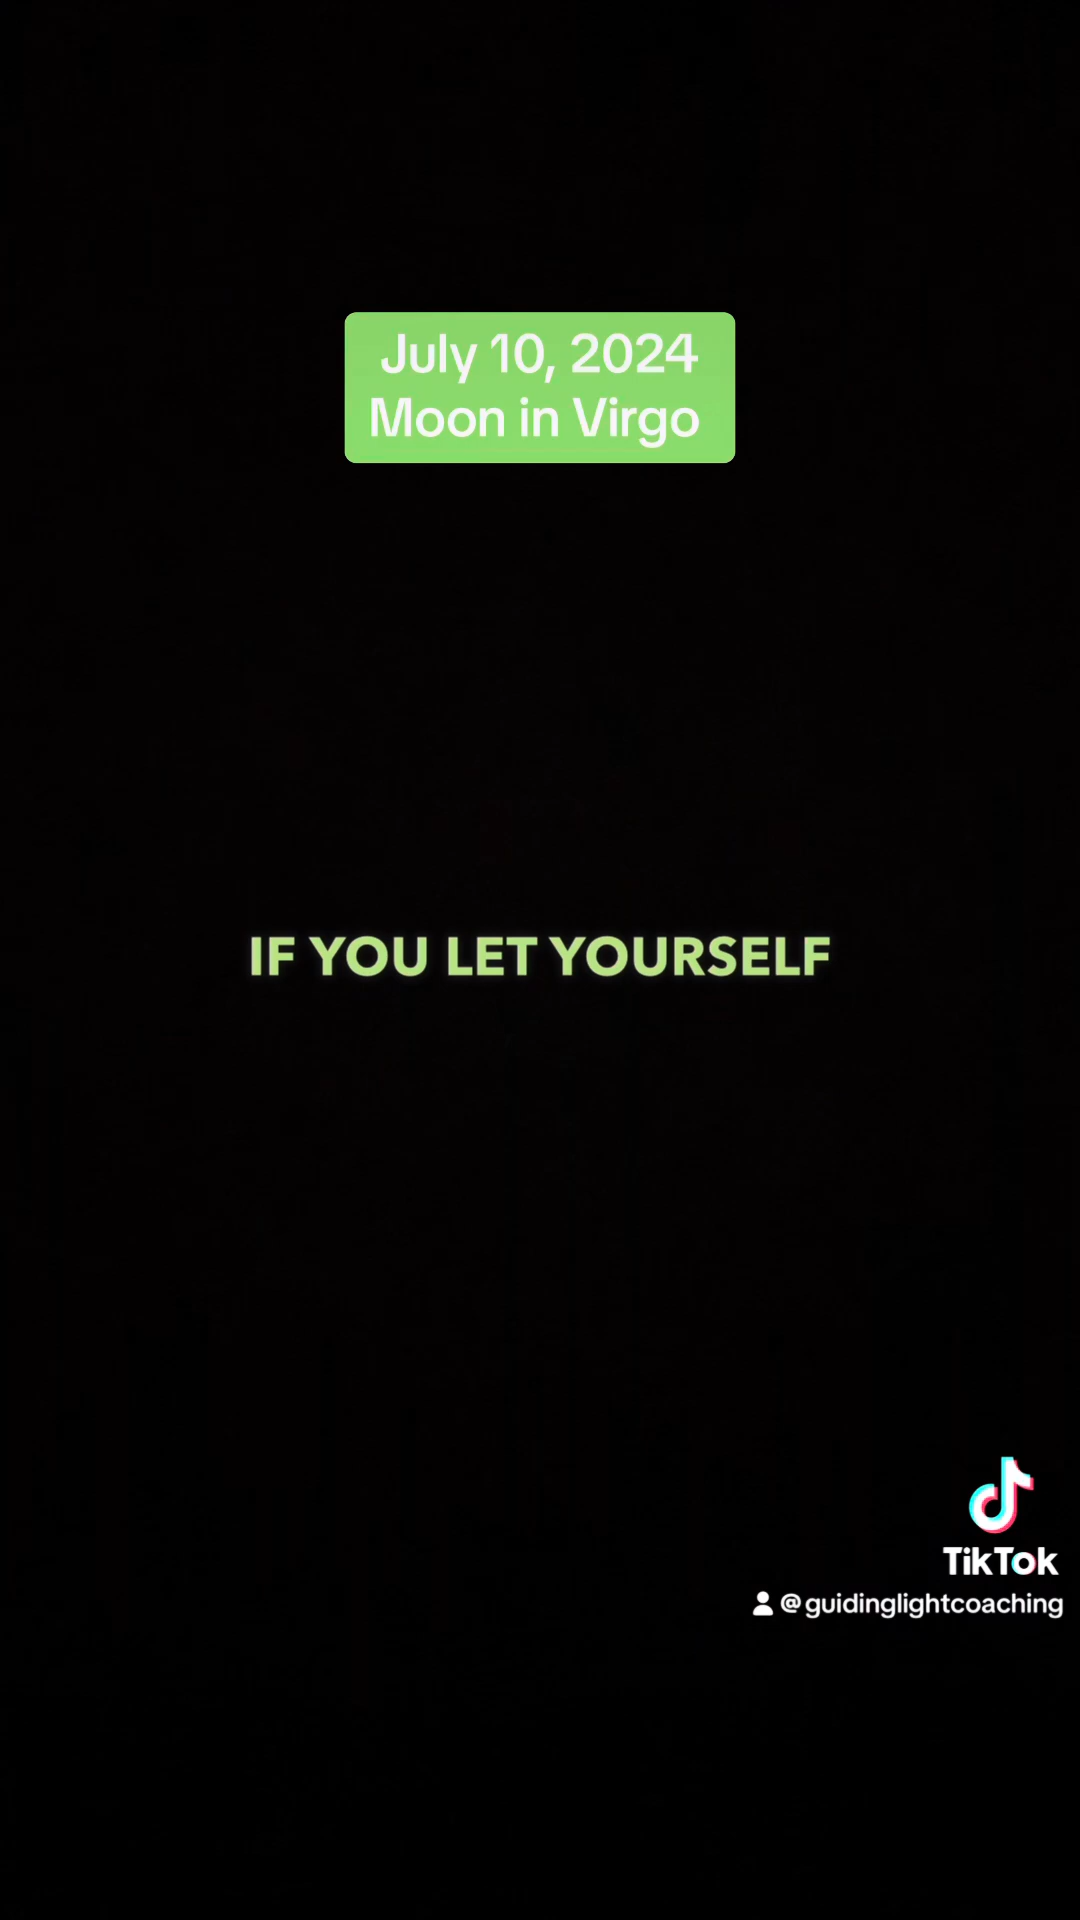 July 10, 2024
Moon in Virgo
IF YOU LET YOURSELF
TikTok
@guidinglightcoaching